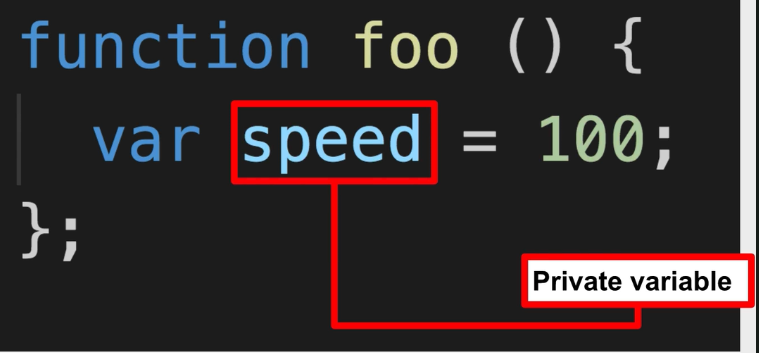 function foo () {
var speed = 100;
};
Private variable